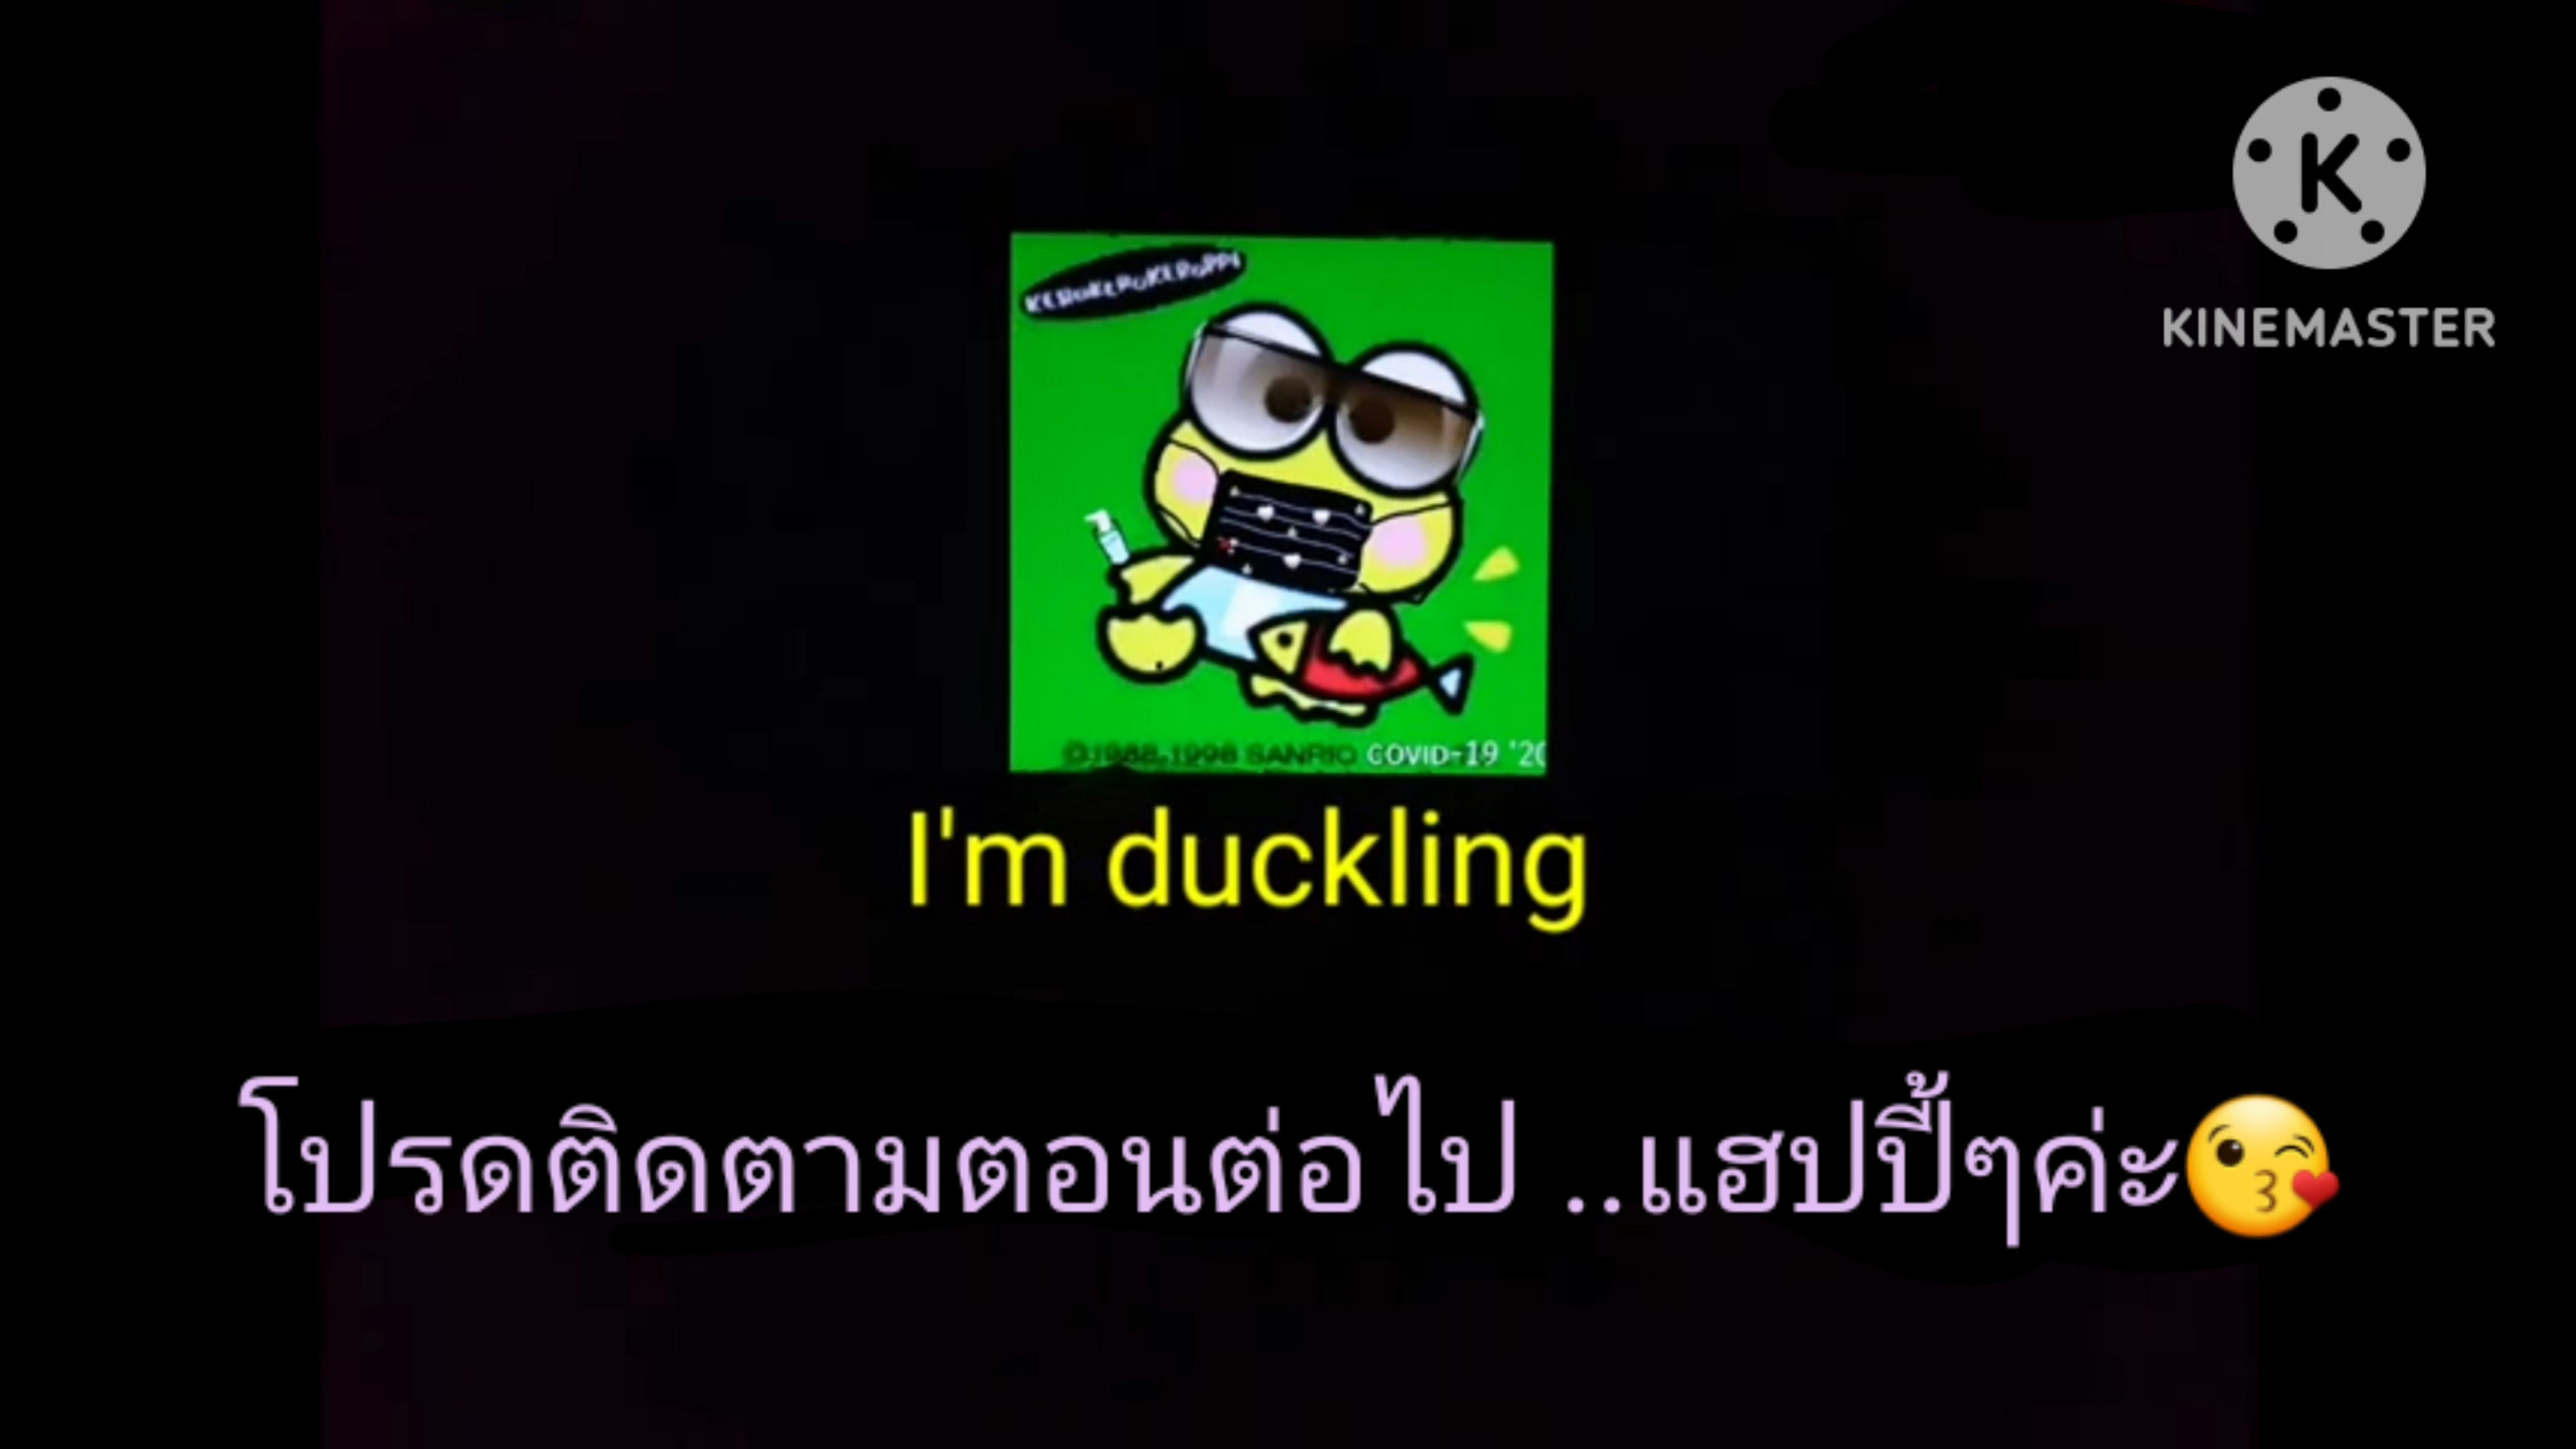 K
KINEMASTER
KEROKEROKEROPPI
©1988,1998 SANRIO COVID-19 '20
I'm duckling
โปรดติดตามตอนต่อไป ..แฮปปี้ๆค่ะ😘